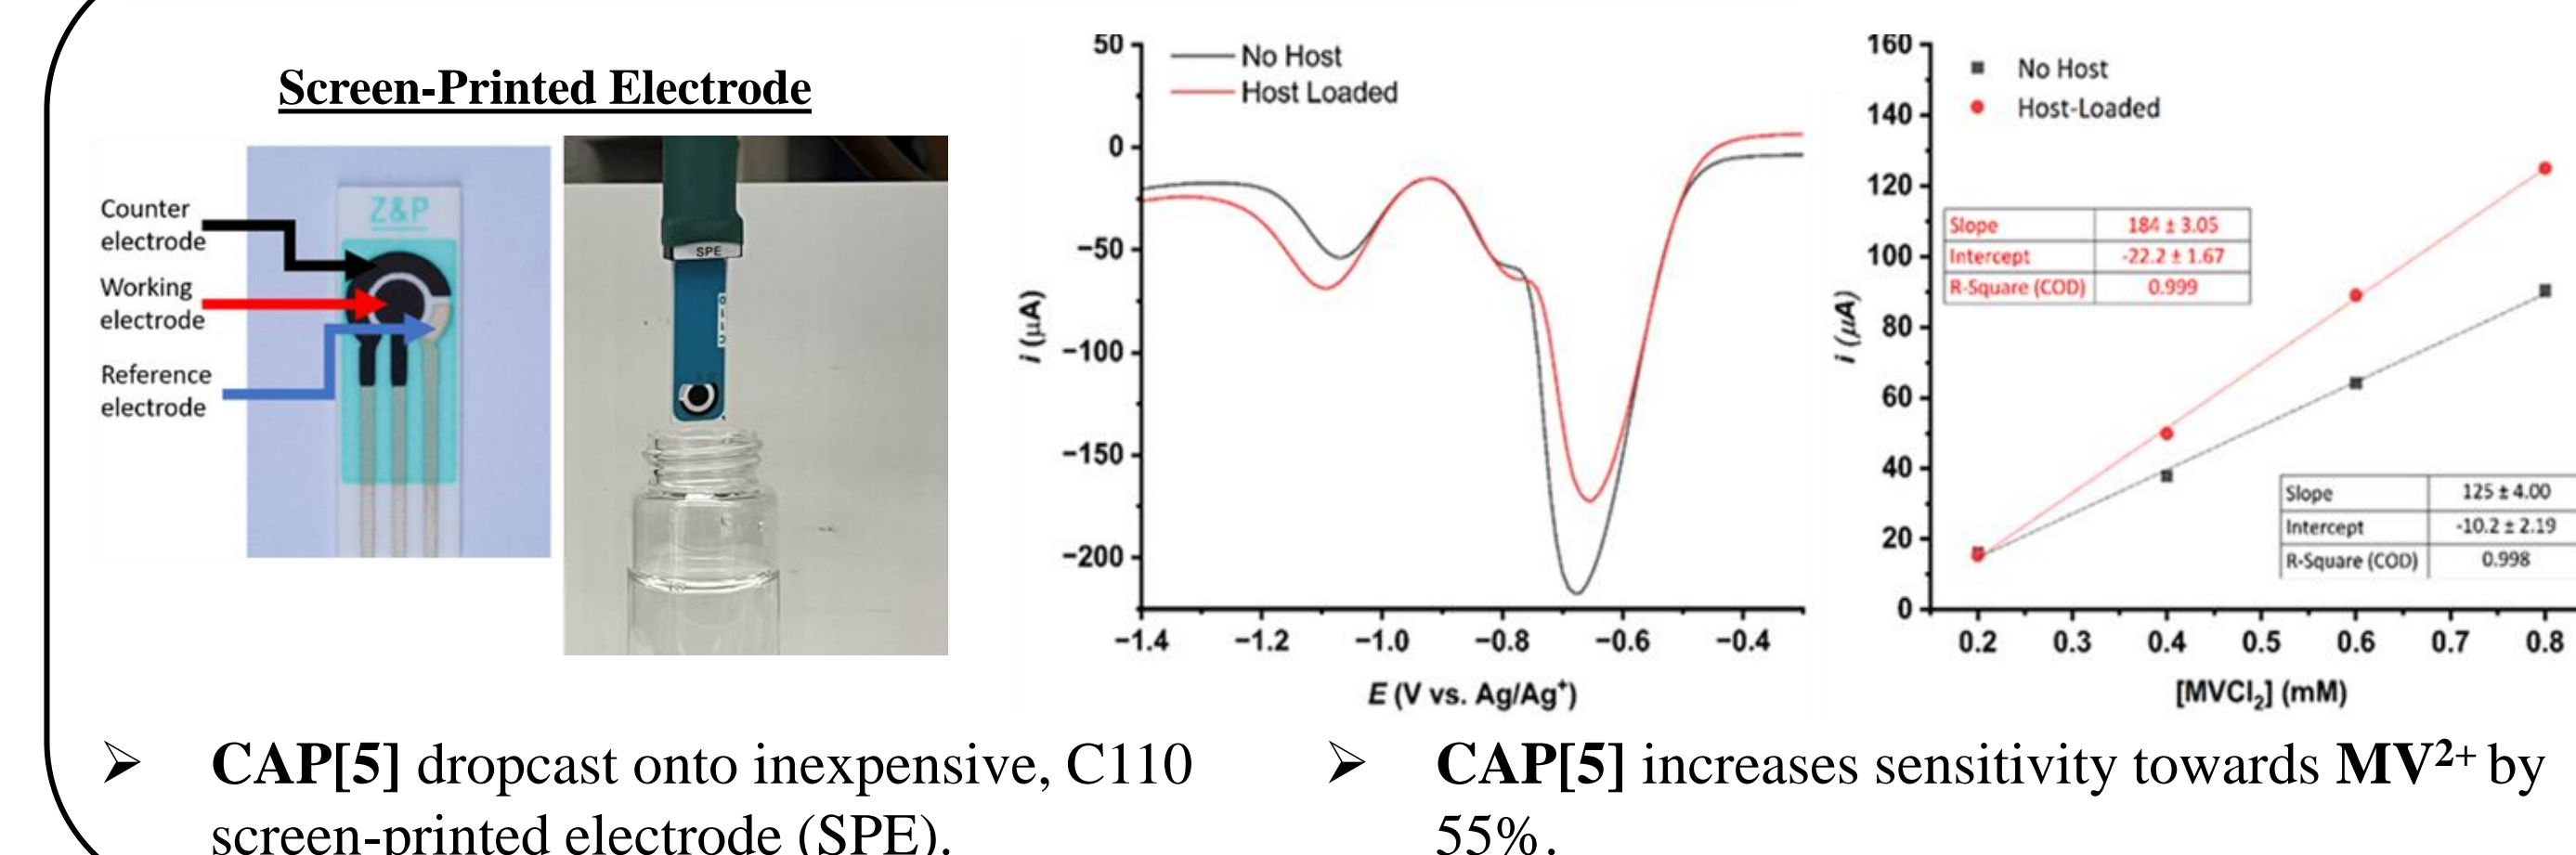 Screen-Printed Electrode
Z&P
Counter
electrode
Working
electrode
Reference
electrode
SPE
C110
50
0
−50
−100
−150
−200
i (μA)
No Host
Host Loaded
−1.4 −1.2 −1.0 −0.8 −0.6 −0.4
E (V vs. Ag/Ag⁺)
160
140
120
100
80
60
40
20
0
i (μA)
No Host
Host-Loaded
Slope 184 ± 3.05
Intercept -22.2 ± 1.67
R-Square (COD) 0.999
Slope 125 ± 4.00
Intercept -10.2 ± 2.19
R-Square (COD) 0.998
0.2 0.3 0.4 0.5 0.6 0.7 0.8
[MVCl₂] (mM)
➢ CAP[5] dropcast onto inexpensive, C110
screen-printed electrode (SPE).
➢ CAP[5] increases sensitivity towards MV²⁺ by
55%.